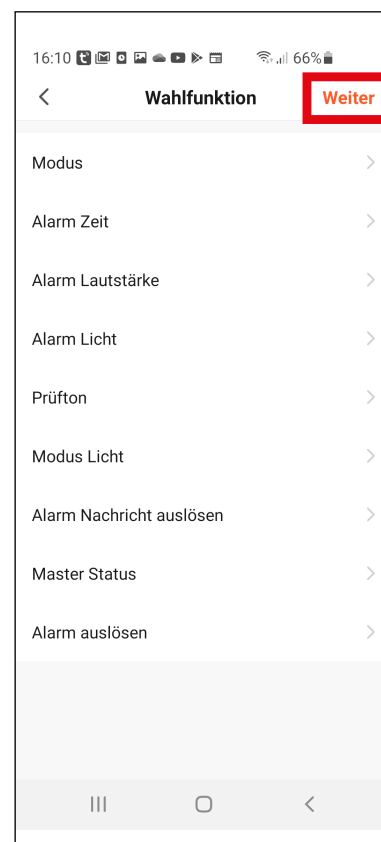 16:10 66%
Wahlfunktion Weiter
Modus
Alarm Zeit
Alarm Lautstärke
Alarm Licht
Prüfton
Modus Licht
Alarm Nachricht auslösen
Master Status
Alarm auslösen